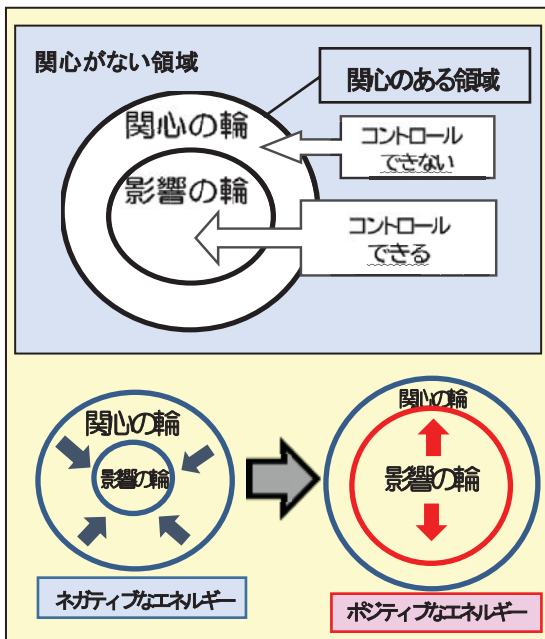 関心がない領域
関心のある領域
関心の輪
コントロール
できない
影響の輪
コントロール
できる
関心の輪
影響の輪
関心の輪
影響の輪
ネガティブなエネルギー
ポジティブなエネルギー